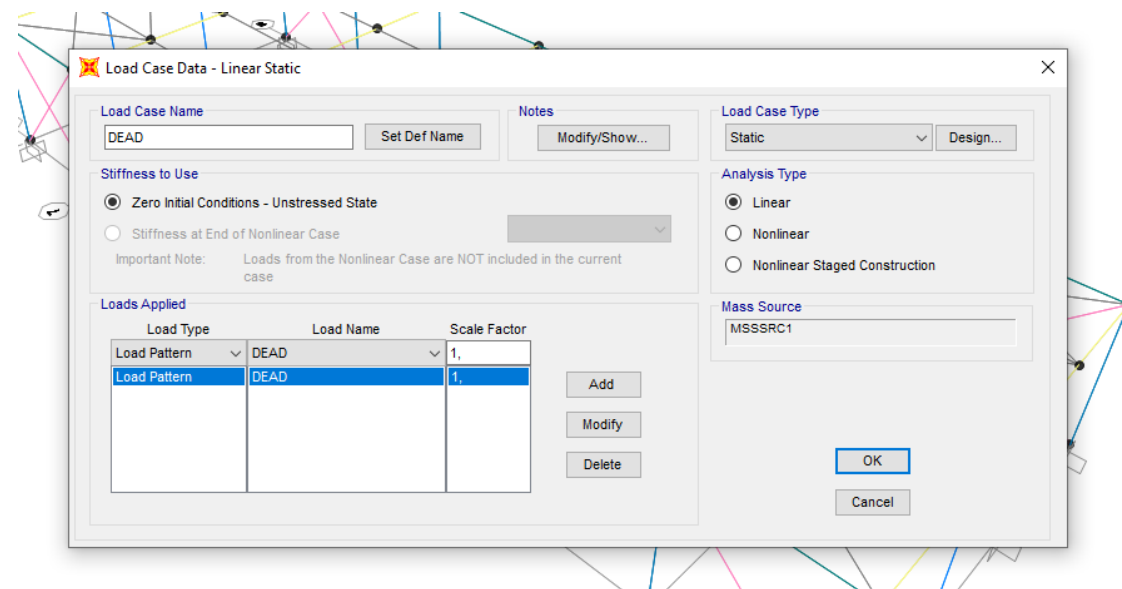 Load Case Data - Linear Static
Load Case Name
DEAD
Set Def Name
Notes
Modify/Show...
Load Case Type
Static
Design...
Stiffness to Use
Zero Initial Conditions - Unstressed State
Stiffness at End of Nonlinear Case
Important Note: Loads from the Nonlinear Case are NOT included in the current
case
Analysis Type
Linear
Nonlinear
Nonlinear Staged Construction
Loads Applied
Load Type Load Name Scale Factor
Load Pattern DEAD 1,
Load Pattern DEAD 1,
Add
Modify
Delete
Mass Source
MSSSRC1
OK
Cancel